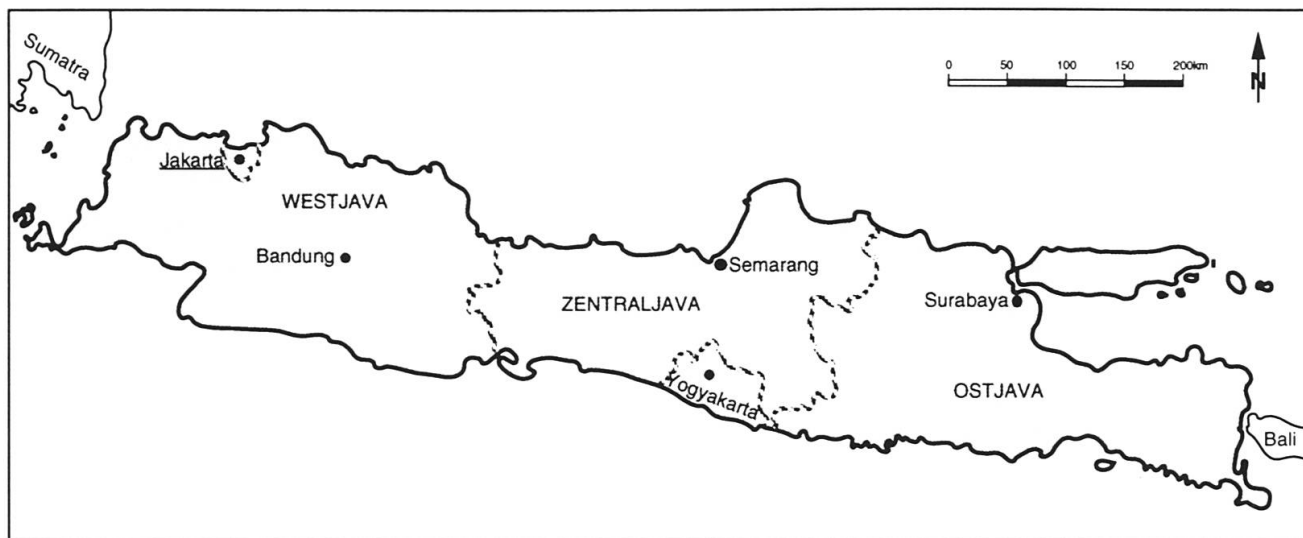 Sumatra
0 50 100 150 200km
N
Jakarta
WESTJAVA
Bandung
Semarang
ZENTRALJAVA
Surabaya
Yogyakarta
OSTJAVA
Bali